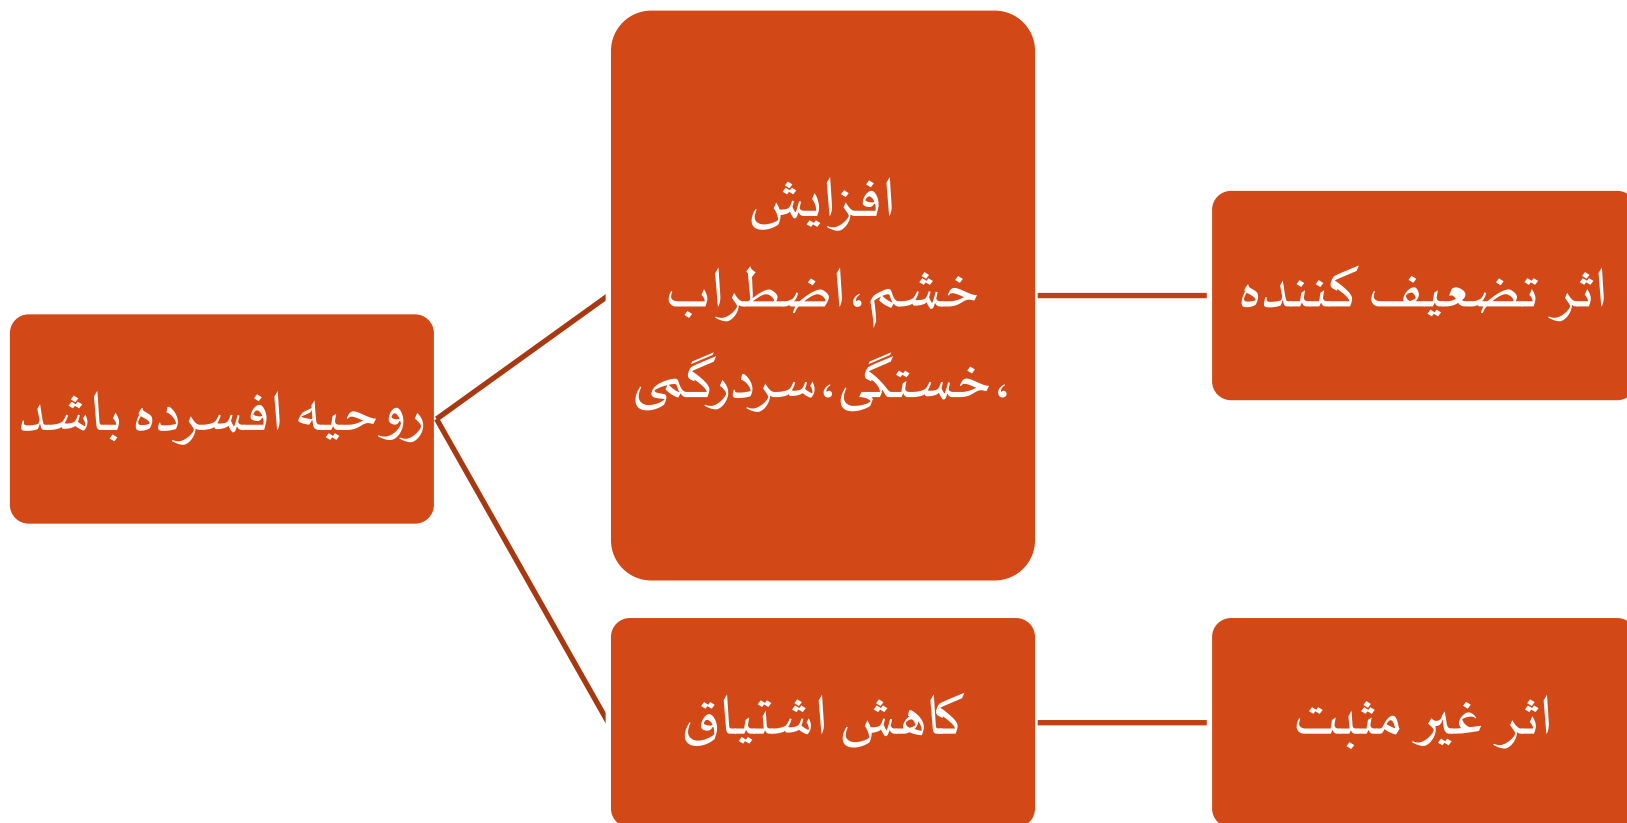 روحیه افسرده باشد
افزایش
خشم،اضطراب
،خستگی،سردرگمی
اثر تضعیف کننده
کاهش اشتیاق
اثر غیر مثبت